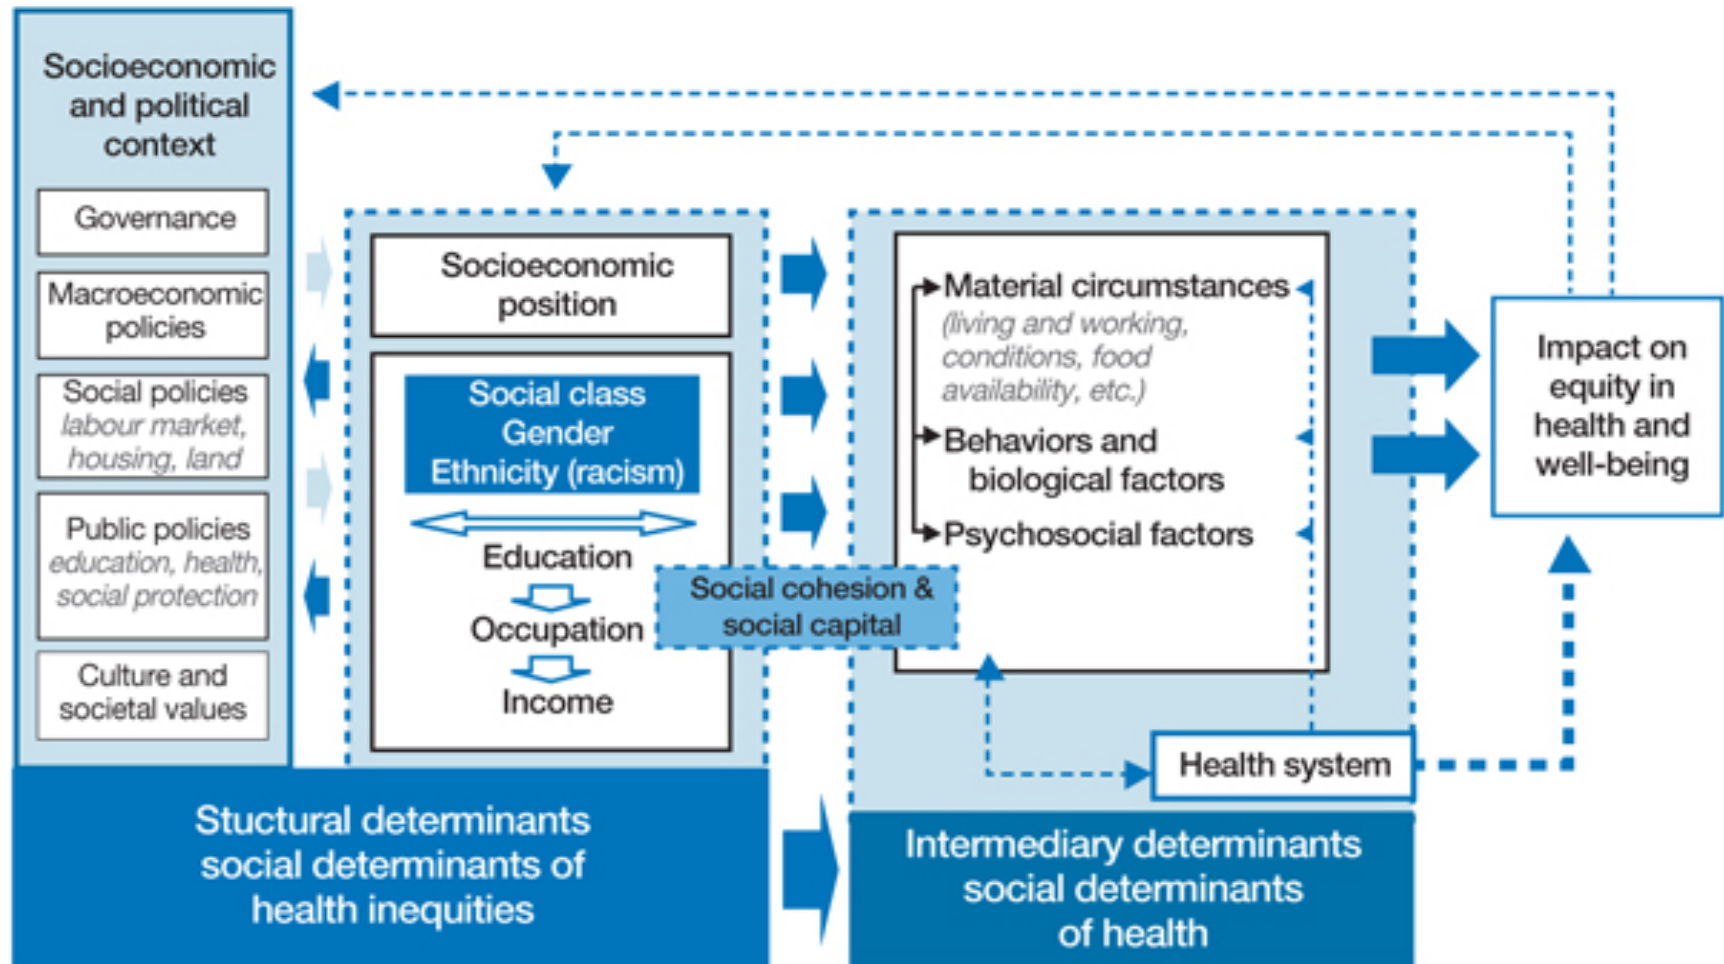 Socioeconomic
and political
context
Governance
Macroeconomic
policies
Social policies
labour market,
housing, land
Public policies
education, health,
social protection
Culture and
societal values
Socioeconomic
position
Social class
Gender
Ethnicity (racism)
Education
Occupation
Income
Social cohesion &
social capital
Material circumstances
(living and working,
conditions, food
availability, etc.)
Behaviors and
biological factors
Psychosocial factors
Health system
Impact on
equity in
health and
well-being
Stuctural determinants
social determinants of
health inequities
Intermediary determinants
social determinants
of health